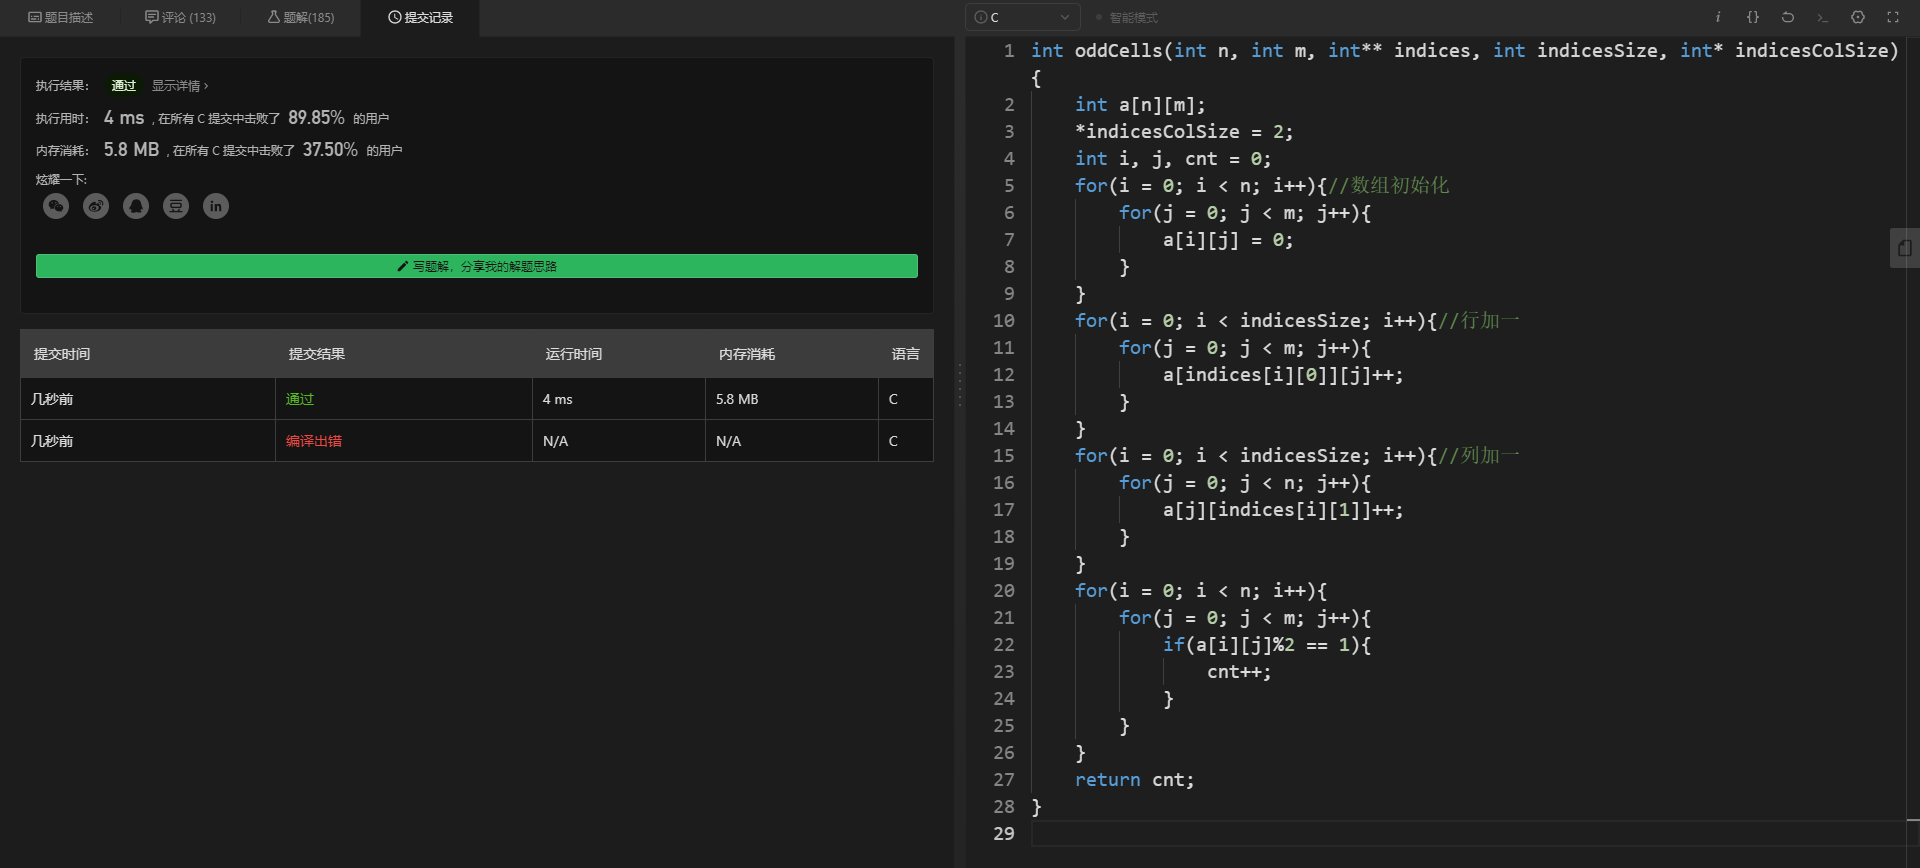 题目描述
评论 (133)
题解(185)
提交记录
执行结果： 通过 显示详情 ›
执行用时： 4 ms , 在所有 C 提交中击败了 89.85% 的用户
内存消耗： 5.8 MB , 在所有 C 提交中击败了 37.50% 的用户
炫耀一下:
豆 in
写题解，分享我的解题思路
提交时间 提交结果 运行时间 内存消耗 语言
几秒前 通过 4 ms 5.8 MB C
几秒前 编译出错 N/A N/A C
C
智能模式
i {} >_
1 int oddCells(int n, int m, int** indices, int indicesSize, int* indicesColSize)
{
2     int a[n][m];
3     *indicesColSize = 2;
4     int i, j, cnt = 0;
5     for(i = 0; i < n; i++){//数组初始化
6         for(j = 0; j < m; j++){
7             a[i][j] = 0;
8         }
9     }
10     for(i = 0; i < indicesSize; i++){//行加一
11         for(j = 0; j < m; j++){
12             a[indices[i][0]][j]++;
13         }
14     }
15     for(i = 0; i < indicesSize; i++){//列加一
16         for(j = 0; j < n; j++){
17             a[j][indices[i][1]]++;
18         }
19     }
20     for(i = 0; i < n; i++){
21         for(j = 0; j < m; j++){
22             if(a[i][j]%2 == 1){
23                 cnt++;
24             }
25         }
26     }
27     return cnt;
28 }
29